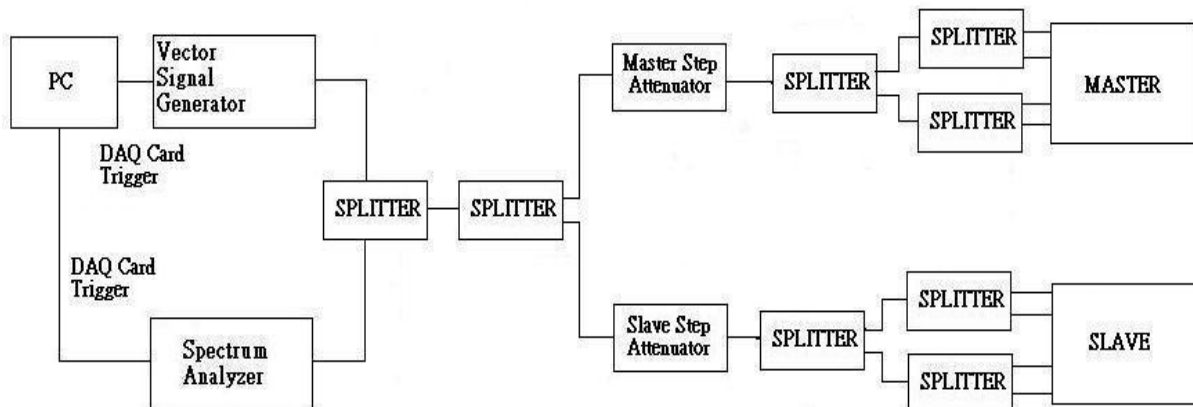 PC
Vector
Signal
Generator
DAQ Card
Trigger
DAQ Card
Trigger
Spectrum
Analyzer
SPLITTER
SPLITTER
Master Step
Attenuator
SPLITTER
SPLITTER
SPLITTER
MASTER
Slave Step
Attenuator
SPLITTER
SPLITTER
SPLITTER
SLAVE